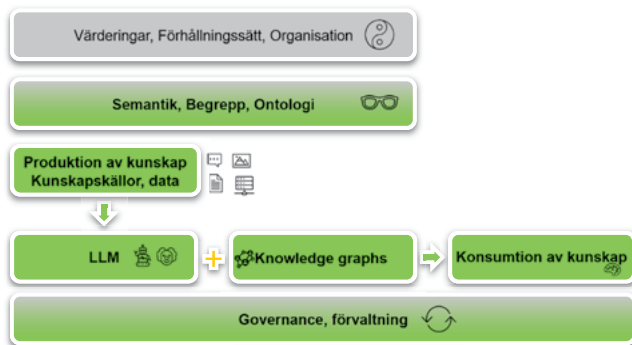 Värderingar, Förhållningssätt, Organisation
Semantik, Begrepp, Ontologi
Produktion av kunskap
Kunskapskällor, data
LLM
+
Knowledge graphs
Konsumtion av kunskap
Governance, förvaltning